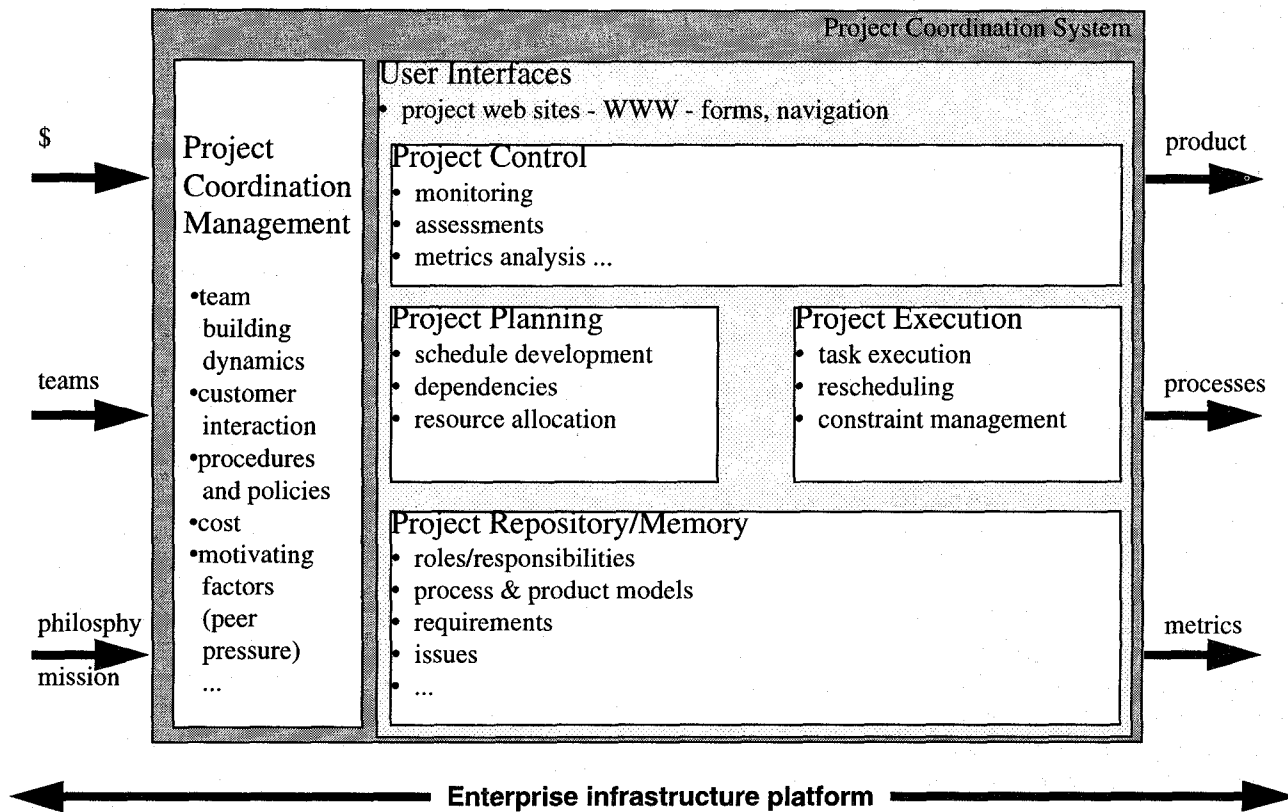 Project Coordination System
$
teams
philosphy
mission
Project
Coordination
Management
•team
building
dynamics
•customer
interaction
•procedures
and policies
•cost
•motivating
factors
(peer
pressure)
...
User Interfaces
• project web sites - WWW - forms, navigation
Project Control
• monitoring
• assessments
• metrics analysis ...
Project Planning
• schedule development
• dependencies
• resource allocation
Project Execution
• task execution
• rescheduling
• constraint management
Project Repository/Memory
• roles/responsibilities
• process & product models
• requirements
• issues
• ...
product
processes
metrics
Enterprise infrastructure platform